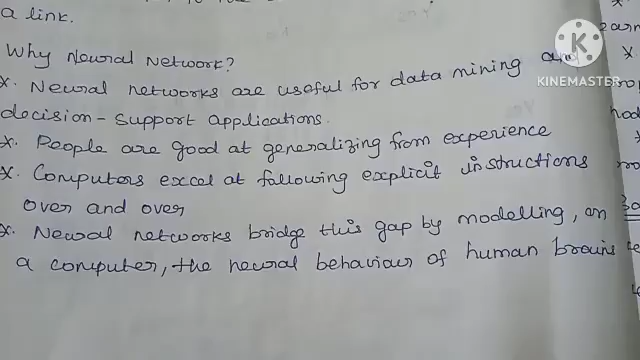 a link.
Why Neural Network?
x. Neural networks are useful for data mining and
decision - support applications.
x. People are good at generalizing from experience
x. Computers excel at following explicit instructions
over and over
x. Neural networks bridge this gap by modelling, on
a computer, the neural behaviour of human brains
KINEMASTER